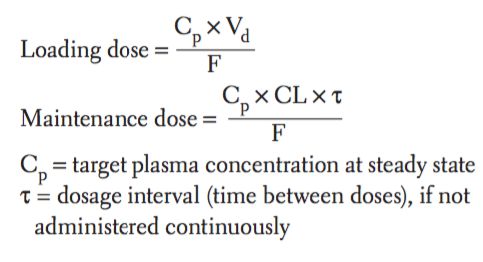 Loading dose = Cₚ × V_d / F
Maintenance dose = Cₚ × CL × τ / F
Cₚ = target plasma concentration at steady state
τ = dosage interval (time between doses), if not
administered continuously